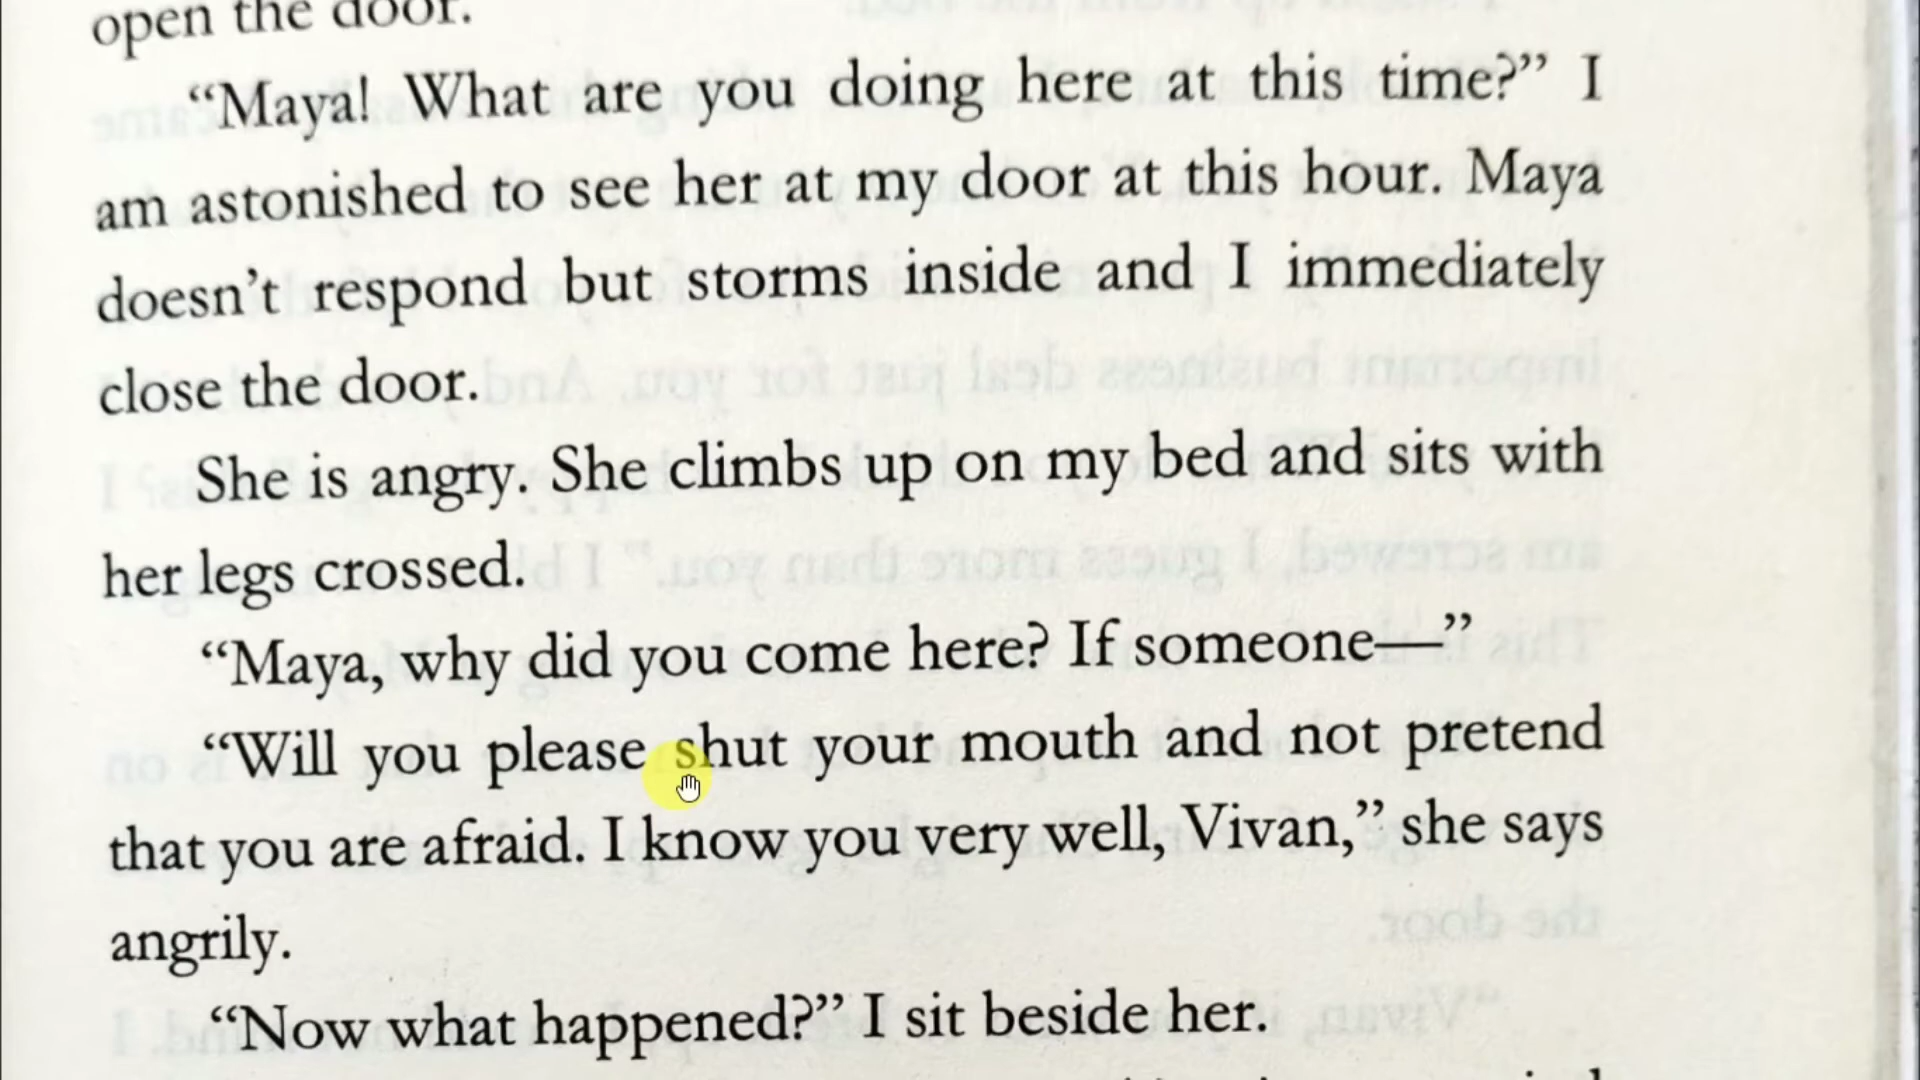 open the door.
“Maya! What are you doing here at this time?” I
am astonished to see her at my door at this hour. Maya
doesn’t respond but storms inside and I immediately
close the door.
She is angry. She climbs up on my bed and sits with
her legs crossed.
“Maya, why did you come here? If someone—”
“Will you please shut your mouth and not pretend
that you are afraid. I know you very well, Vivan,” she says
angrily.
“Now what happened?” I sit beside her.